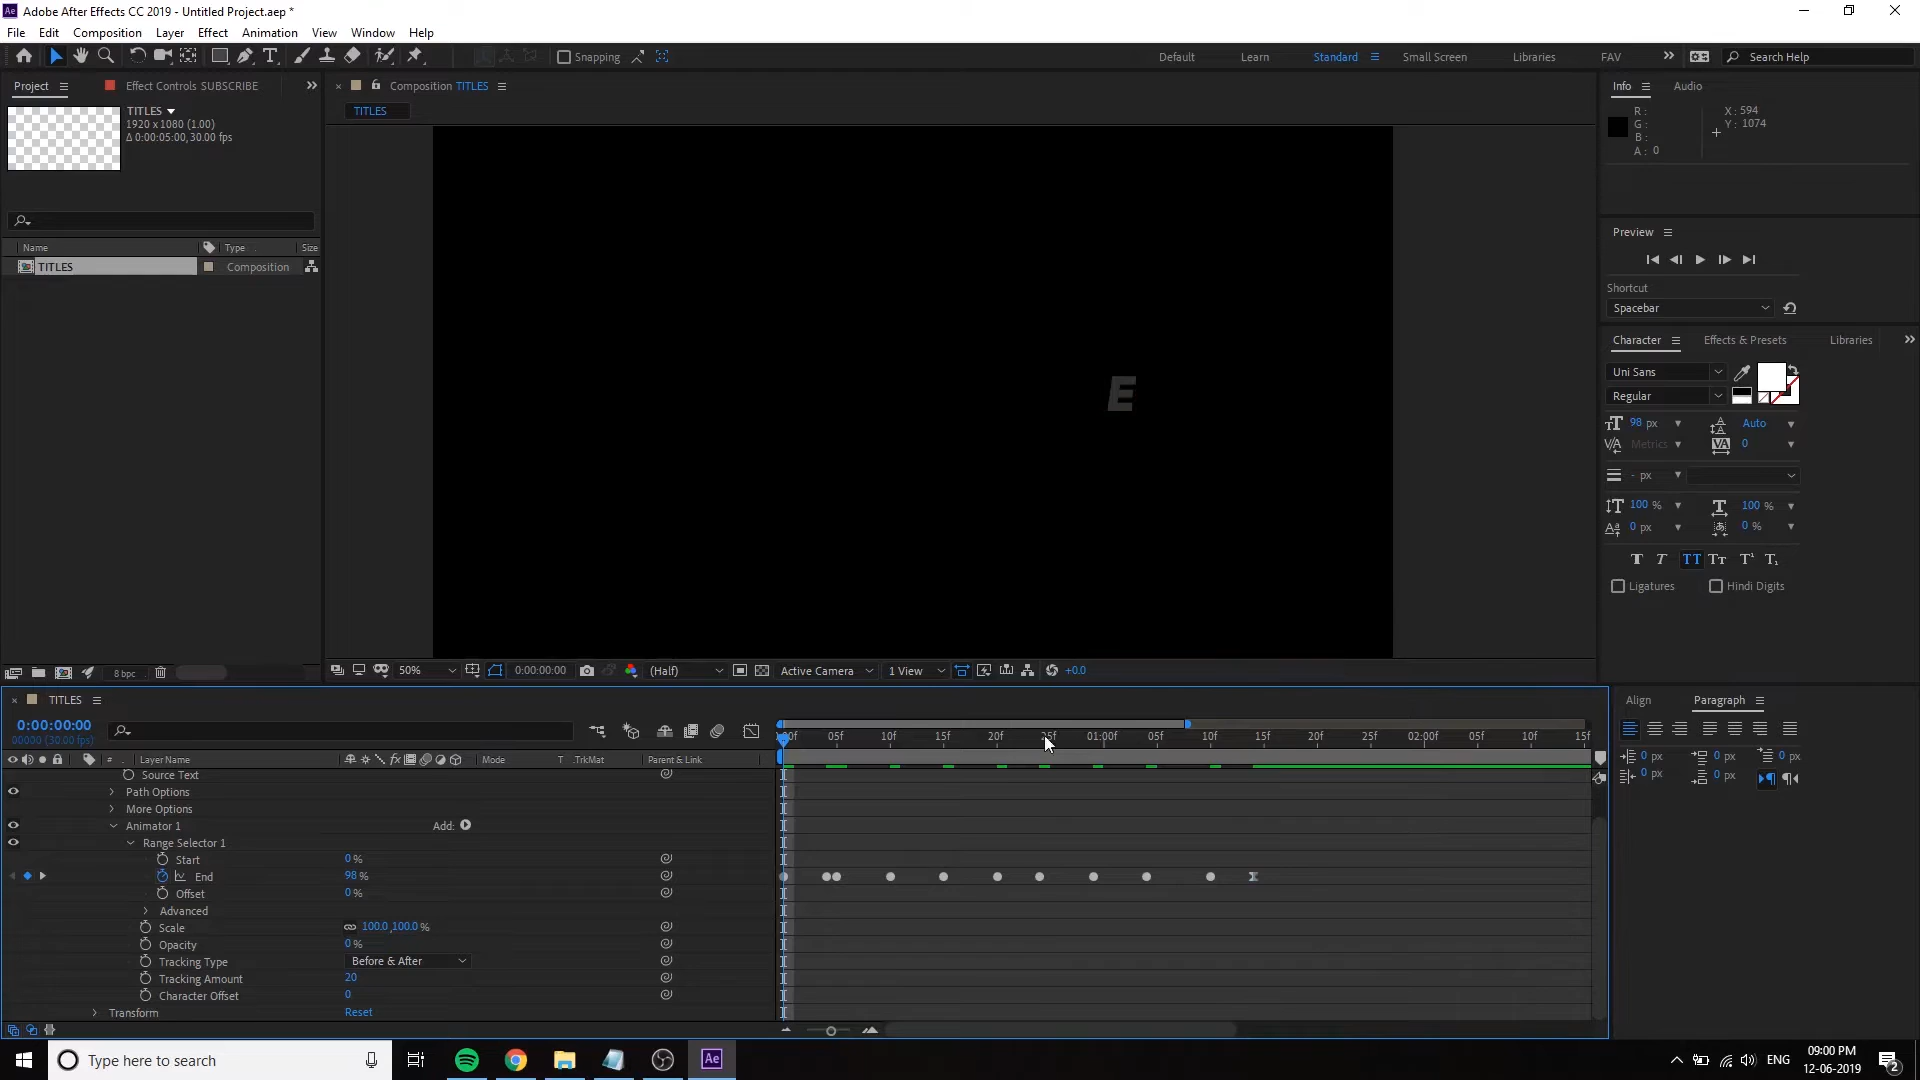 Adobe After Effects CC 2019 - Untitled Project.aep *
File Edit Composition Layer Effect Animation View Window Help
Snapping
Default Learn Standard Small Screen Libraries FAV Search Help
Project Effect Controls SUBSCRIBE
Composition TITLES
Info Audio
TITLES
1920 x 1080 (1.00)
Δ 0:00:05:00, 30.00 fps
TITLES
R :
G :
B :
A : 0
X : 594
Y : 1074
Name Type Size
TITLES Composition
Preview
Shortcut
Spacebar
Character Effects & Presets Libraries
Uni Sans
Regular
E
98 px Auto
Metrics 0
- px
100 % 100 %
0 px 0 %
T T TT Tт T¹ T₁
Ligatures Hindi Digits
8 bpc
50% 0:00:00:00 (Half) Active Camera 1 View +0.0
TITLES
Align Paragraph
0:00:00:00
00000 (30.00 fps)
05f 10f 15f 20f 25f 01:00f 05f 10f 15f 20f 25f 02:00f 05f 10f 15f
# Layer Name Mode T .TrkMat Parent & Link
0 px 0 px 0 px
0 px 0 px
Source Text
Path Options
More Options
Animator 1 Add:
Range Selector 1
Start 0 %
End 98 %
Offset 0 %
Advanced
Scale 100.0 ,100.0 %
Opacity 0 %
Tracking Type Before & After
Tracking Amount 20
Character Offset 0
Transform Reset
Type here to search
Ae
ENG
09:00 PM
12-06-2019
2